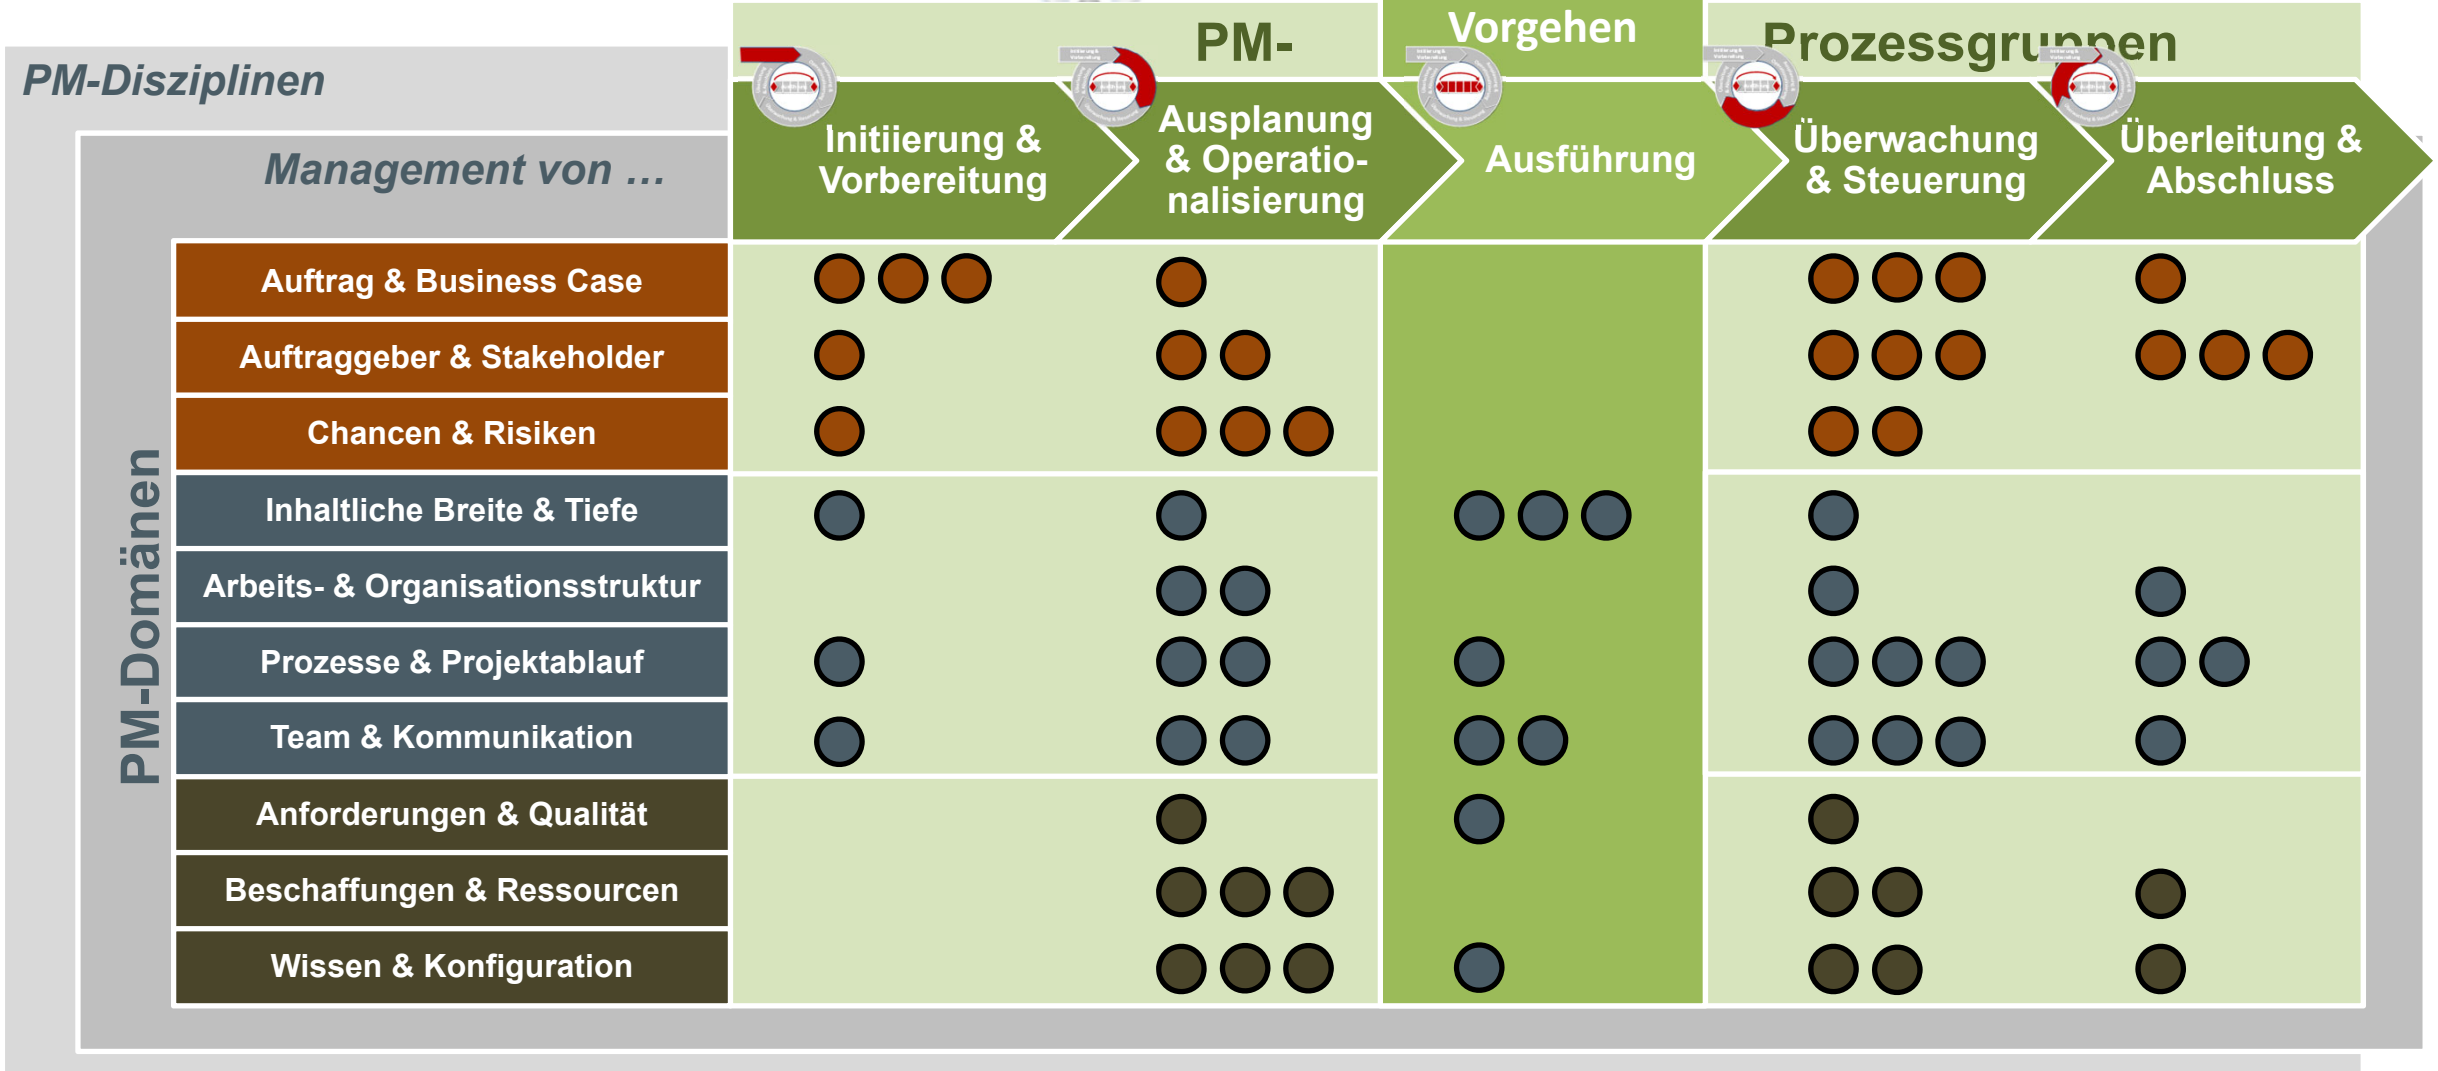 PM-
Vorgehen
Prozessgruppen
PM-Disziplinen
Management von ...
Initiierung &
Vorbereitung
Ausplanung
& Operatio-
nalisierung
Ausführung
Überwachung
& Steuerung
Überleitung &
Abschluss
PM-Domänen
Auftrag & Business Case
Auftraggeber & Stakeholder
Chancen & Risiken
Inhaltliche Breite & Tiefe
Arbeits- & Organisationsstruktur
Prozesse & Projektablauf
Team & Kommunikation
Anforderungen & Qualität
Beschaffungen & Ressourcen
Wissen & Konfiguration